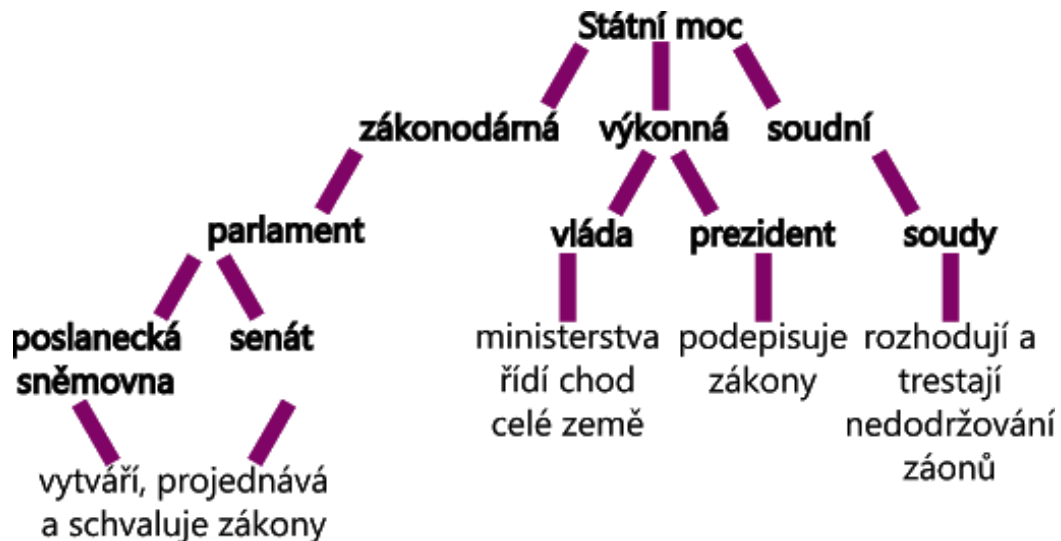 Státní moc
zákonodárná výkonná soudní
parlament vláda prezident soudy
poslanecká senát ministerstva podepisuje rozhodují a
sněmovna řídí chod zákony trestají
celé země nedodržování
záonů
vytváří, projednává
a schvaluje zákony